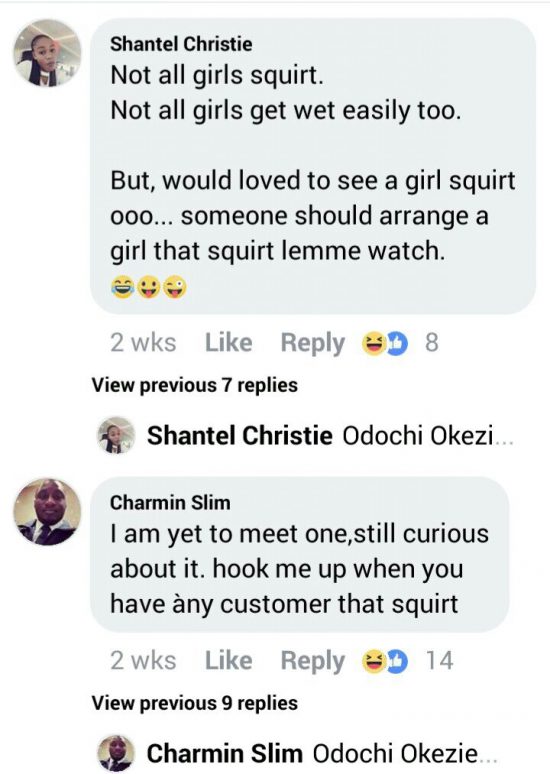 Shantel Christie
Not all girls squirt.
Not all girls get wet easily too.
But, would loved to see a girl squirt
ooo... someone should arrange a
girl that squirt lemme watch.
😂😃😜
2 wks Like Reply 8
View previous 7 replies
Shantel Christie Odochi Okezi...
Charmin Slim
I am yet to meet one,still curious
about it. hook me up when you
have àny customer that squirt
2 wks Like Reply 14
View previous 9 replies
Charmin Slim Odochi Okezie...